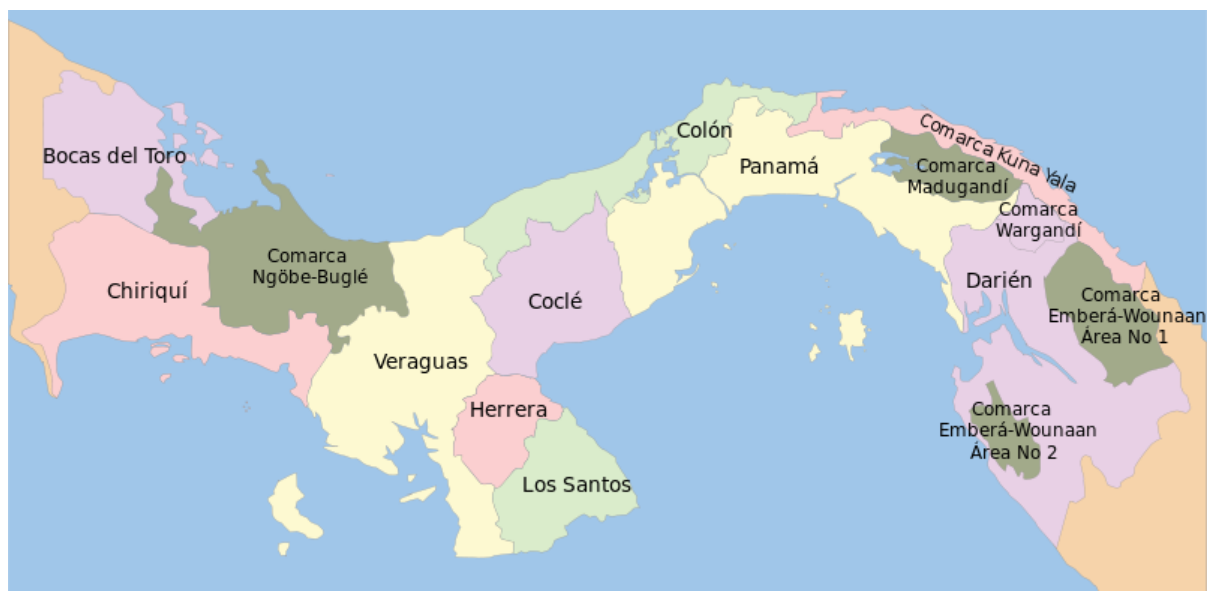 Bocas del Toro
Chiriquí
Comarca
Ngöbe-Buglé
Veraguas
Herrera
Los Santos
Coclé
Colón
Panamá
Comarca Kuna Yala
Comarca
Madugandí
Comarca
Wargandí
Darién
Comarca
Emberá-Wounaan
Área No 1
Comarca
Emberá-Wounaan
Área No 2